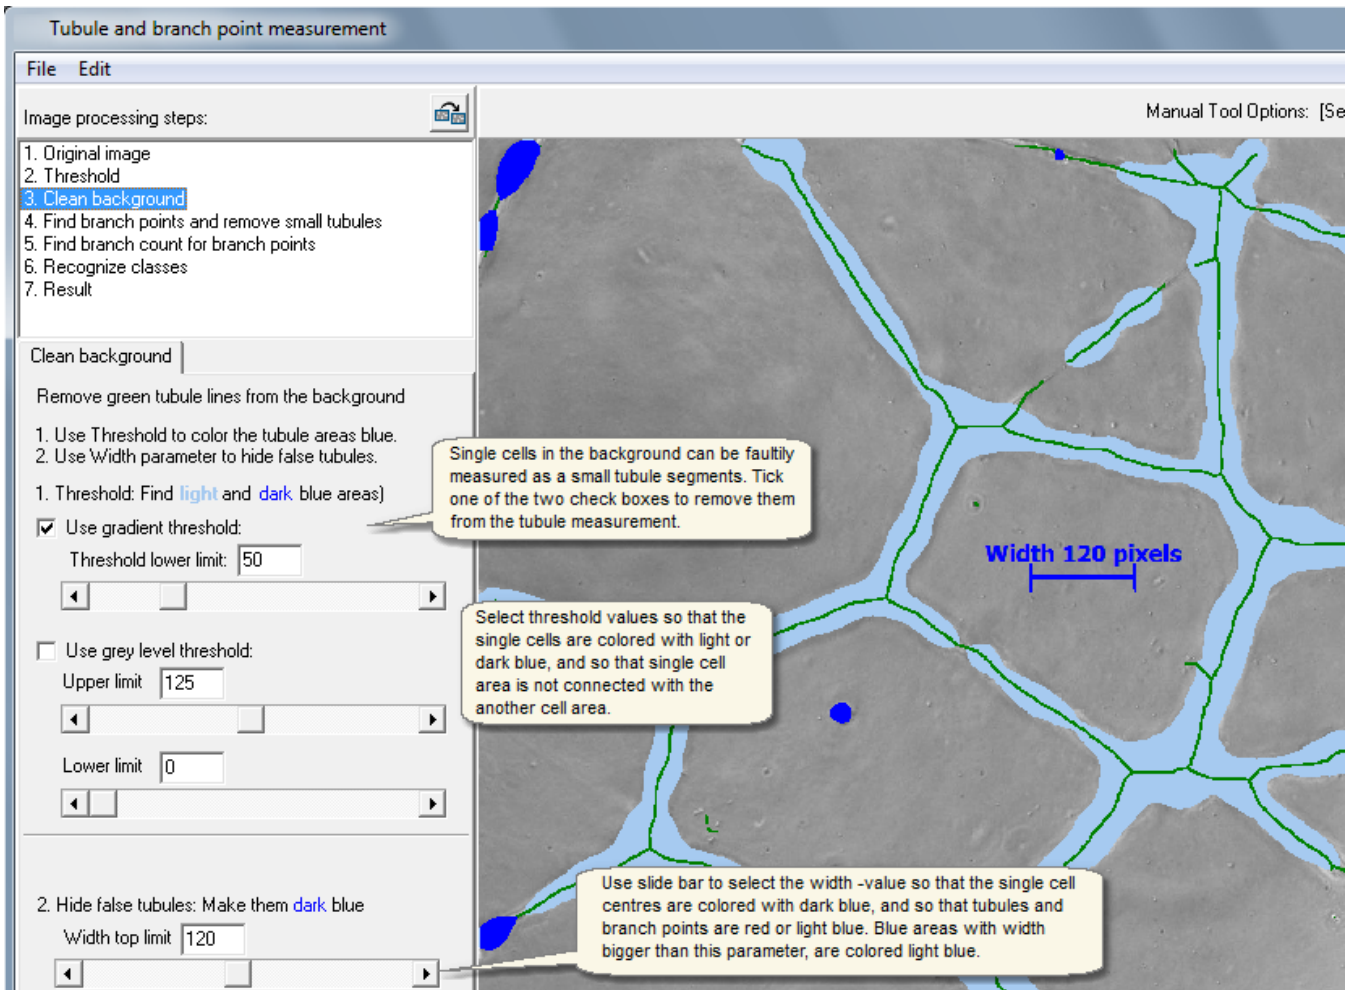 Tubule and branch point measurement
File Edit
Image processing steps:
Manual Tool Options: [Se
1. Original image
2. Threshold
3. Clean background
4. Find branch points and remove small tubules
5. Find branch count for branch points
6. Recognize classes
7. Result
Clean background
Remove green tubule lines from the background
1. Use Threshold to color the tubule areas blue.
2. Use Width parameter to hide false tubules.
1. Threshold: Find light and dark blue areas)
Use gradient threshold:
Threshold lower limit: 50
Single cells in the background can be faultily
measured as a small tubule segments. Tick
one of the two check boxes to remove them
from the tubule measurement.
Width 120 pixels
Select threshold values so that the
single cells are colored with light or
dark blue, and so that single cell
area is not connected with the
another cell area.
Use grey level threshold:
Upper limit 125
Lower limit 0
2. Hide false tubules: Make them dark blue
Width top limit 120
Use slide bar to select the width -value so that the single cell
centres are colored with dark blue, and so that tubules and
branch points are red or light blue. Blue areas with width
bigger than this parameter, are colored light blue.